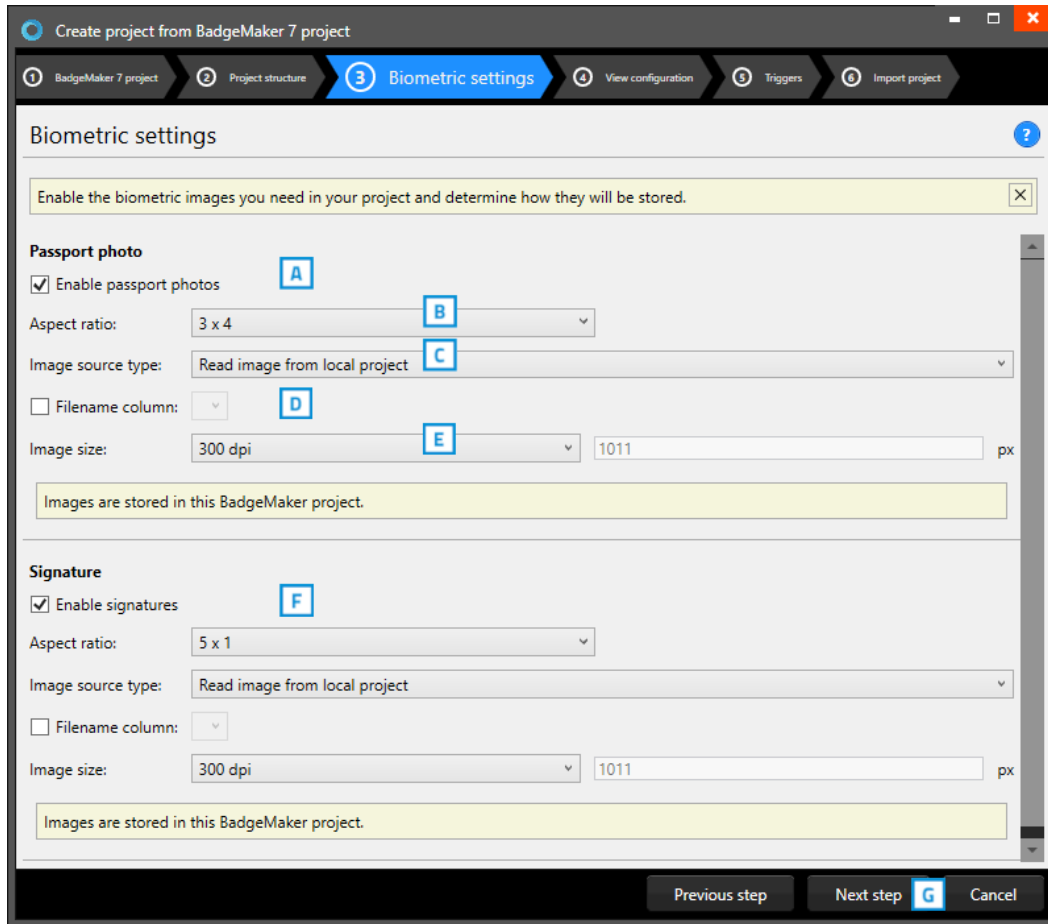 Create project from BadgeMaker 7 project
1 BadgeMaker 7 project 2 Project structure 3 Biometric settings 4 View configuration 5 Triggers 6 Import project
Biometric settings ?
Enable the biometric images you need in your project and determine how they will be stored.
Passport photo
Enable passport photos A
Aspect ratio: 3 x 4 B
Image source type: Read image from local project C
Filename column: D
Image size: 300 dpi E 1011 px
Images are stored in this BadgeMaker project.
Signature
Enable signatures F
Aspect ratio: 5 x 1
Image source type: Read image from local project
Filename column:
Image size: 300 dpi 1011 px
Images are stored in this BadgeMaker project.
Previous step Next step G Cancel